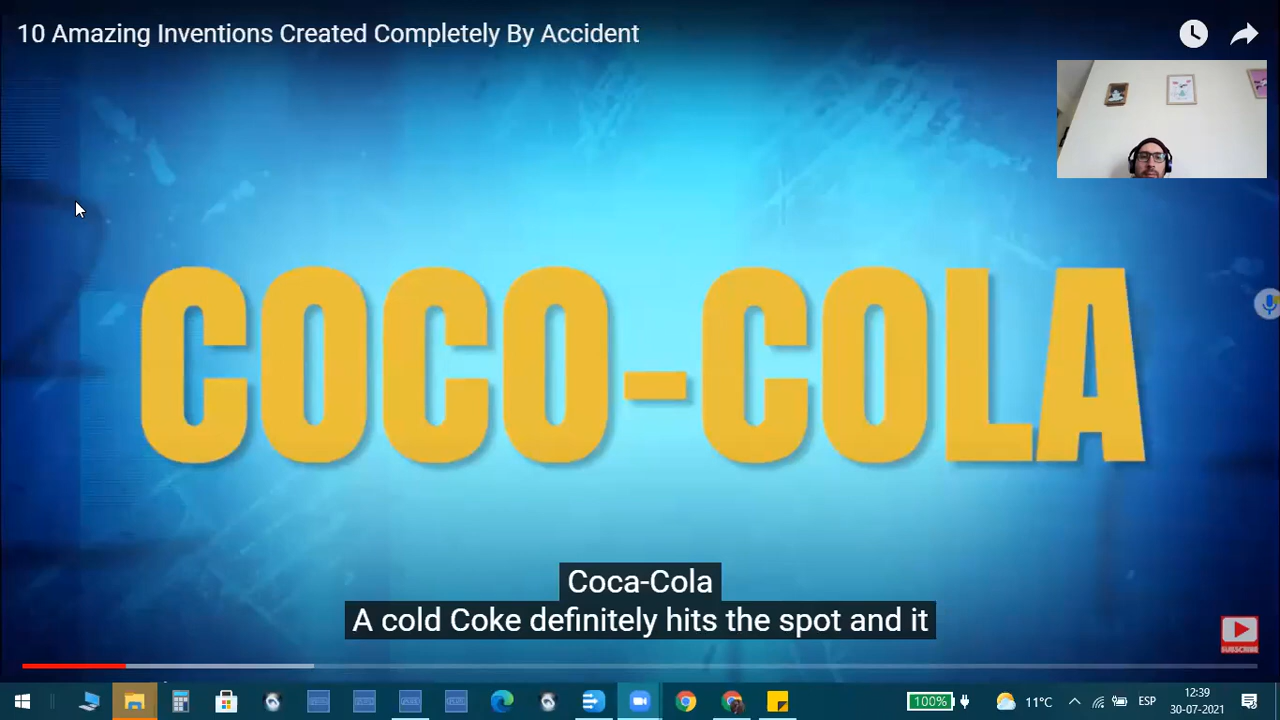 10 Amazing Inventions Created Completely By Accident
COCO-COLA
Coca-Cola
A cold Coke definitely hits the spot and it
SUBSCRIBE
100%
11°C
ESP
12:39
30-07-2021